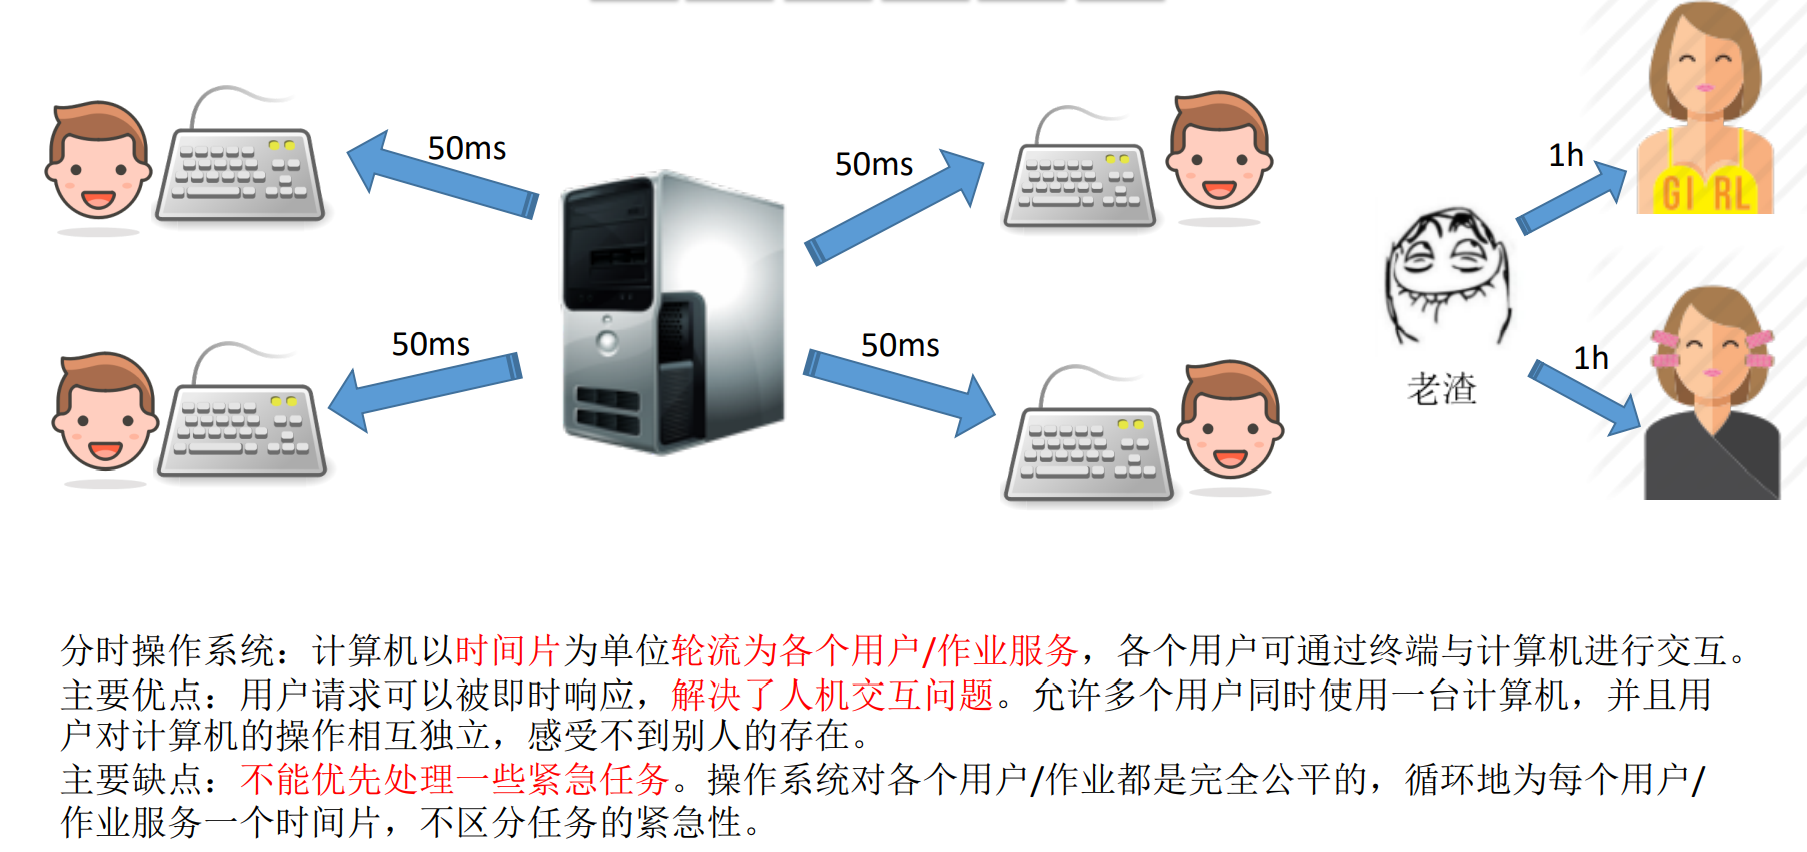 50ms
50ms
1h
GIRL
50ms
50ms
1h
老渣
分时操作系统：计算机以时间片为单位轮流为各个用户/作业服务，各个用户可通过终端与计算机进行交互。
主要优点：用户请求可以被即时响应，解决了人机交互问题。允许多个用户同时使用一台计算机，并且用
户对计算机的操作相互独立，感受不到别人的存在。
主要缺点：不能优先处理一些紧急任务。操作系统对各个用户/作业都是完全公平的，循环地为每个用户/
作业服务一个时间片，不区分任务的紧急性。